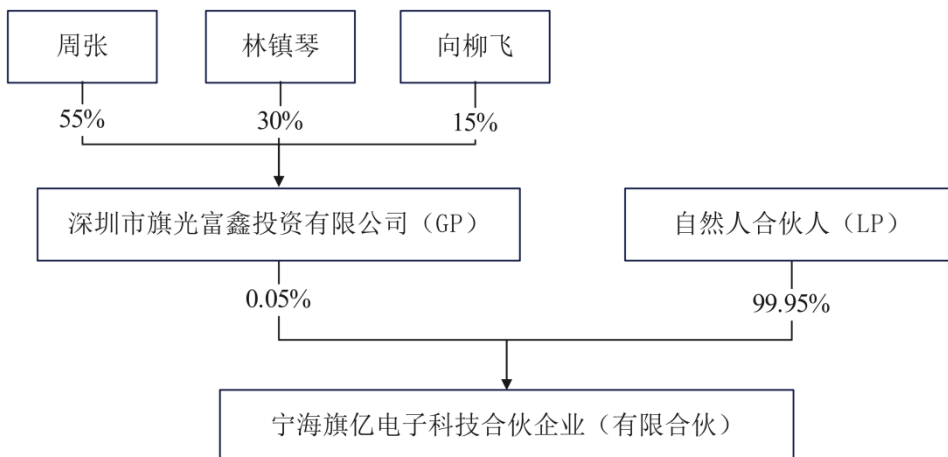 周张
林镇琴
向柳飞
55%
30%
15%
深圳市旗光富鑫投资有限公司（GP）
自然人合伙人（LP）
0.05%
99.95%
宁海旗亿电子科技合伙企业（有限合伙）